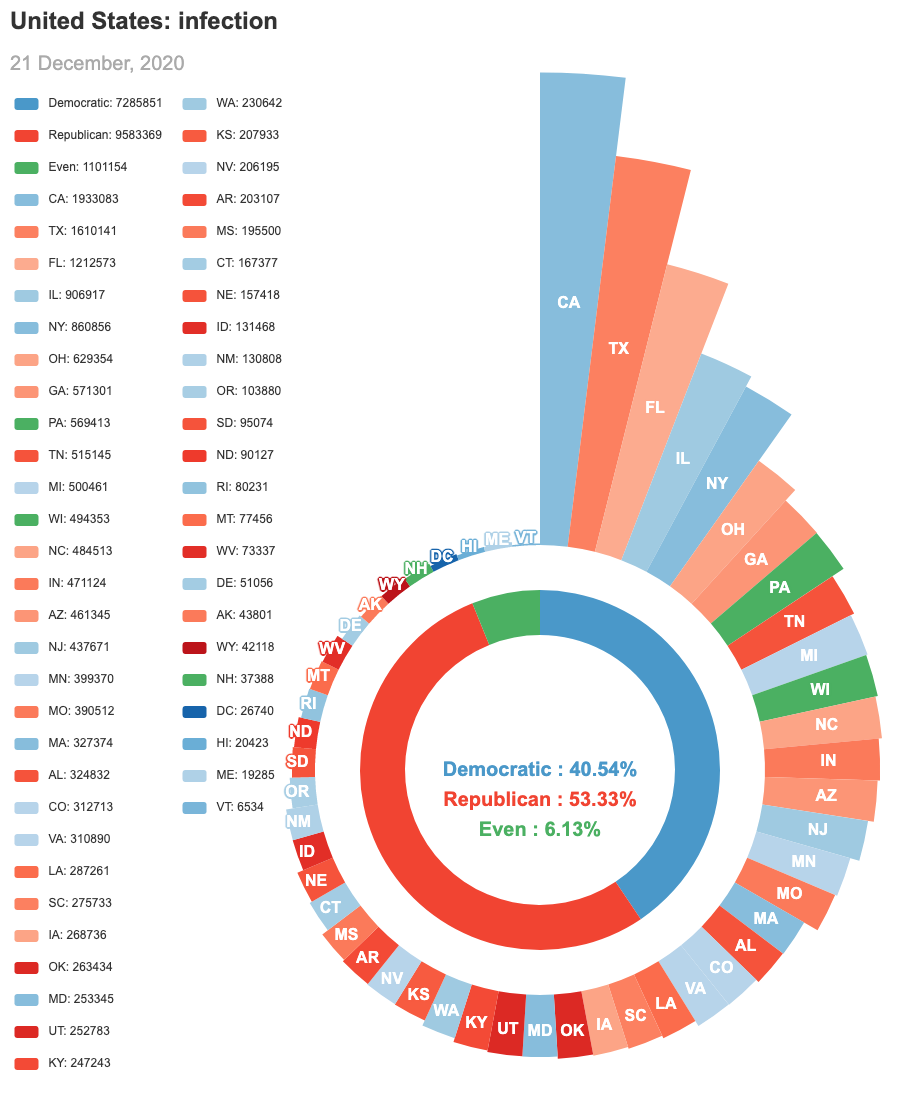 United States: infection
21 December, 2020
Democratic: 7285851
Republican: 9583369
Even: 1101154
CA: 1933083
TX: 1610141
FL: 1212573
IL: 906917
NY: 860856
OH: 629354
GA: 571301
PA: 569413
TN: 515145
MI: 500461
WI: 494353
NC: 484513
IN: 471124
AZ: 461345
NJ: 437671
MN: 399370
MO: 390512
MA: 327374
AL: 324832
CO: 312713
VA: 310890
LA: 287261
SC: 275733
IA: 268736
OK: 263434
MD: 253345
UT: 252783
KY: 247243
WA: 230642
KS: 207933
NV: 206195
AR: 203107
MS: 195500
CT: 167377
NE: 157418
ID: 131468
NM: 130808
OR: 103880
SD: 95074
ND: 90127
RI: 80231
MT: 77456
WV: 73337
DE: 51056
AK: 43801
WY: 42118
NH: 37388
DC: 26740
HI: 20423
ME: 19285
VT: 6534
CA
TX
FL
IL
NY
OH
GA
PA
TN
MI
WI
NC
IN
AZ
NJ
MN
MO
MA
AL
CO
VA
LA
SC
IA
OK
MD
UT
KY
WA
KS
NV
AR
MS
CT
NE
ID
NM
OR
SD
ND
RI
MT
WV
DE
AK
WY
NH
DC
HI
ME
VT
Democratic : 40.54%
Republican : 53.33%
Even : 6.13%